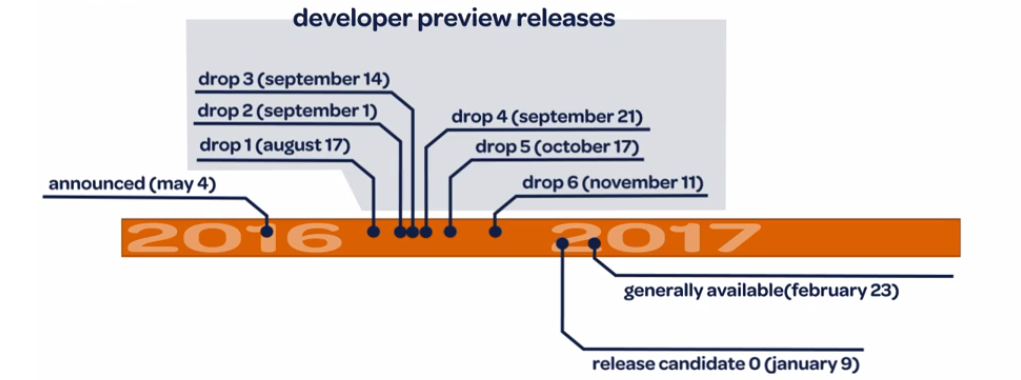 developer preview releases
drop 3 (september 14)
drop 2 (september 1)
drop 4 (september 21)
drop 1 (august 17)
drop 5 (october 17)
announced (may 4)
drop 6 (november 11)
2016
2017
generally available(february 23)
release candidate 0 (january 9)